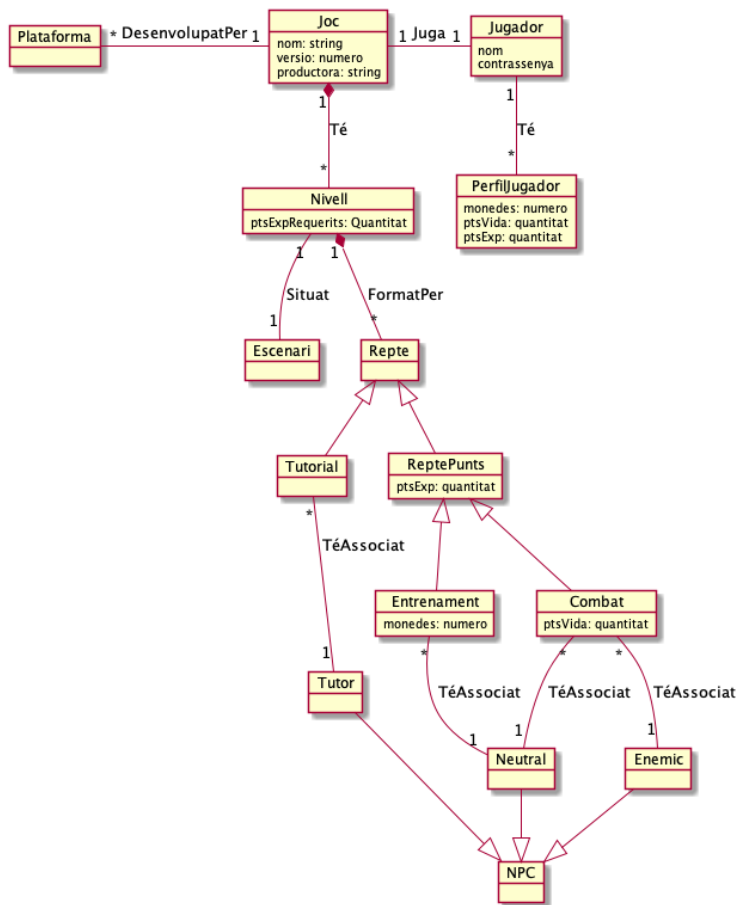 Plataforma
* DesenvolupatPer 1
Joc
nom: string
versio: numero
productora: string
1 Juga 1
Jugador
nom
contrassenya
1
Té
*
1
Té
*
Nivell
ptsExpRequerits: Quantitat
PerfilJugador
monedes: numero
ptsVida: quantitat
ptsExp: quantitat
1
Situat
1
1
FormatPer
*
Escenari
Repte
Tutorial
ReptePunts
ptsExp: quantitat
*
TéAssociat
1
Entrenament
monedes: numero
Combat
ptsVida: quantitat
*
TéAssociat
1
*
TéAssociat
1
*
TéAssociat
1
Tutor
Neutral
Enemic
NPC